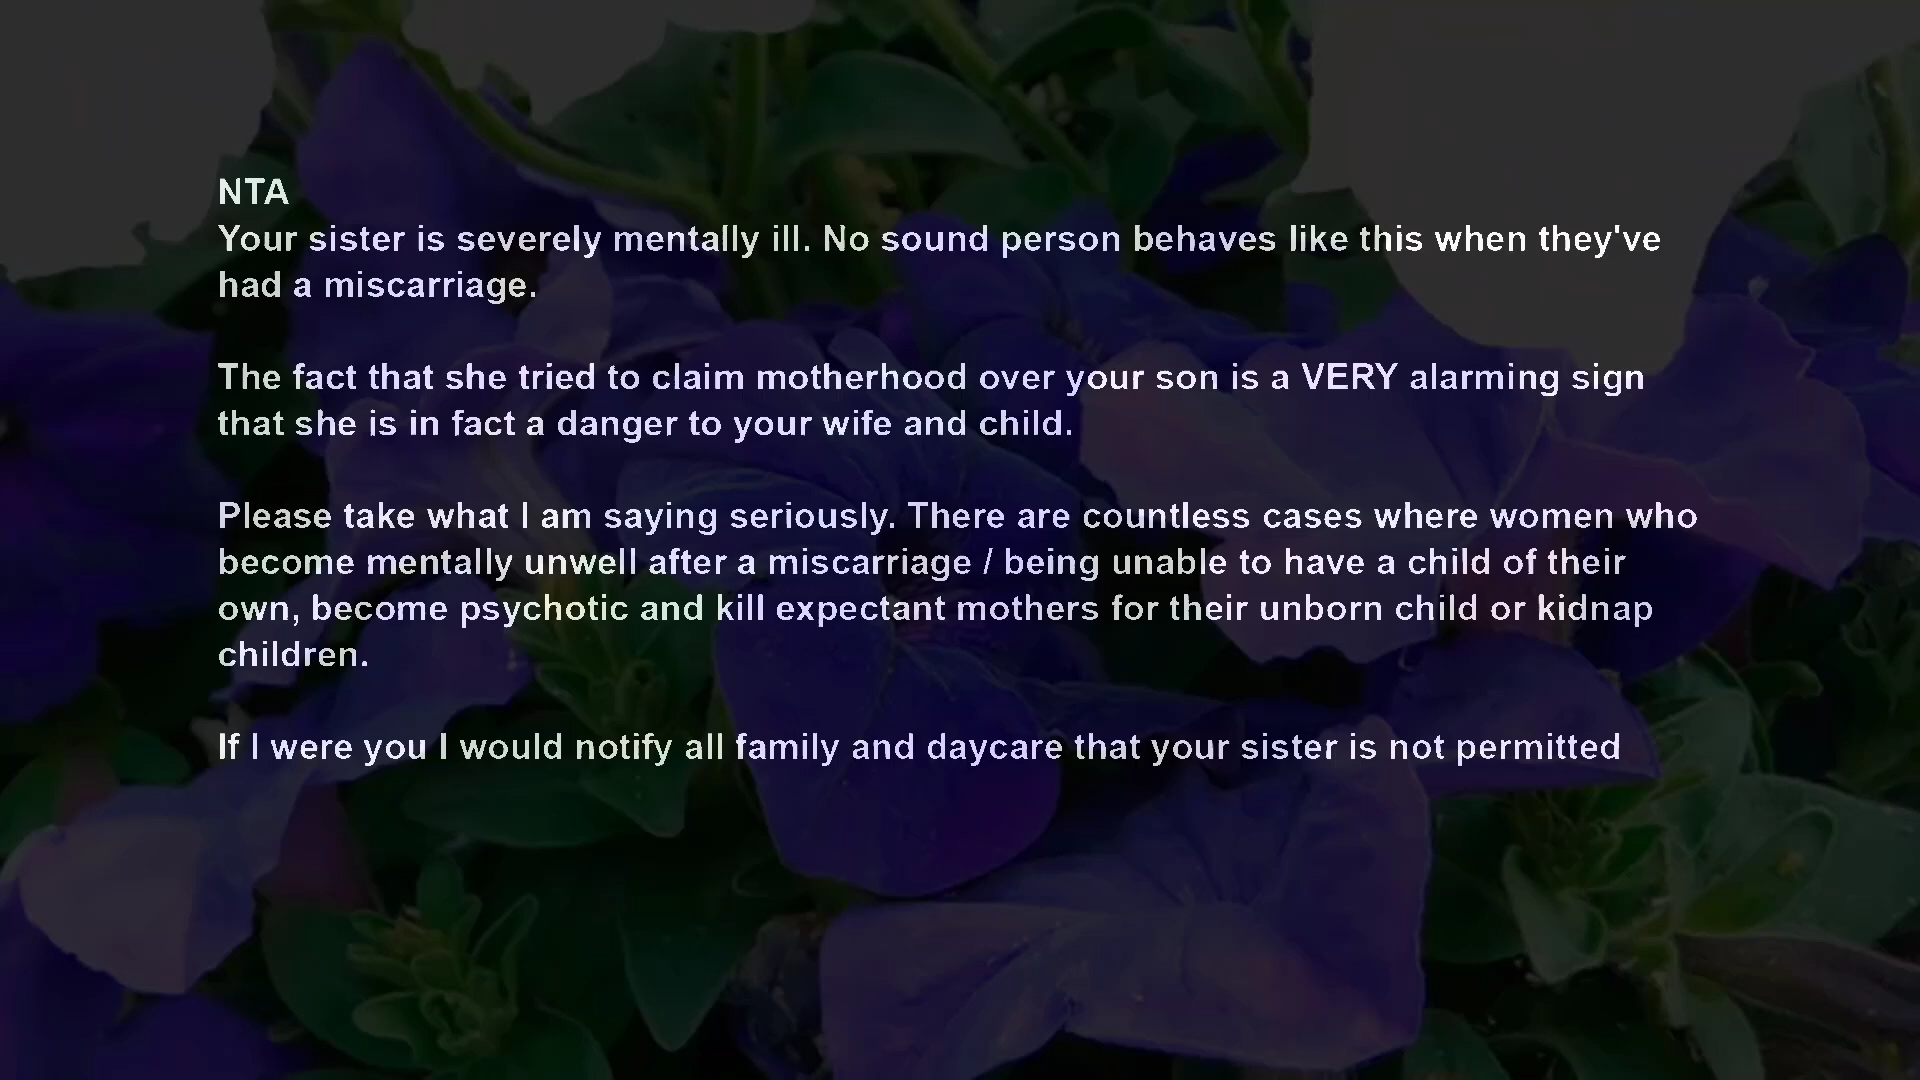 NTA
Your sister is severely mentally ill. No sound person behaves like this when they've
had a miscarriage.
The fact that she tried to claim motherhood over your son is a VERY alarming sign
that she is in fact a danger to your wife and child.
Please take what I am saying seriously. There are countless cases where women who
become mentally unwell after a miscarriage / being unable to have a child of their
own, become psychotic and kill expectant mothers for their unborn child or kidnap
children.
If I were you I would notify all family and daycare that your sister is not permitted